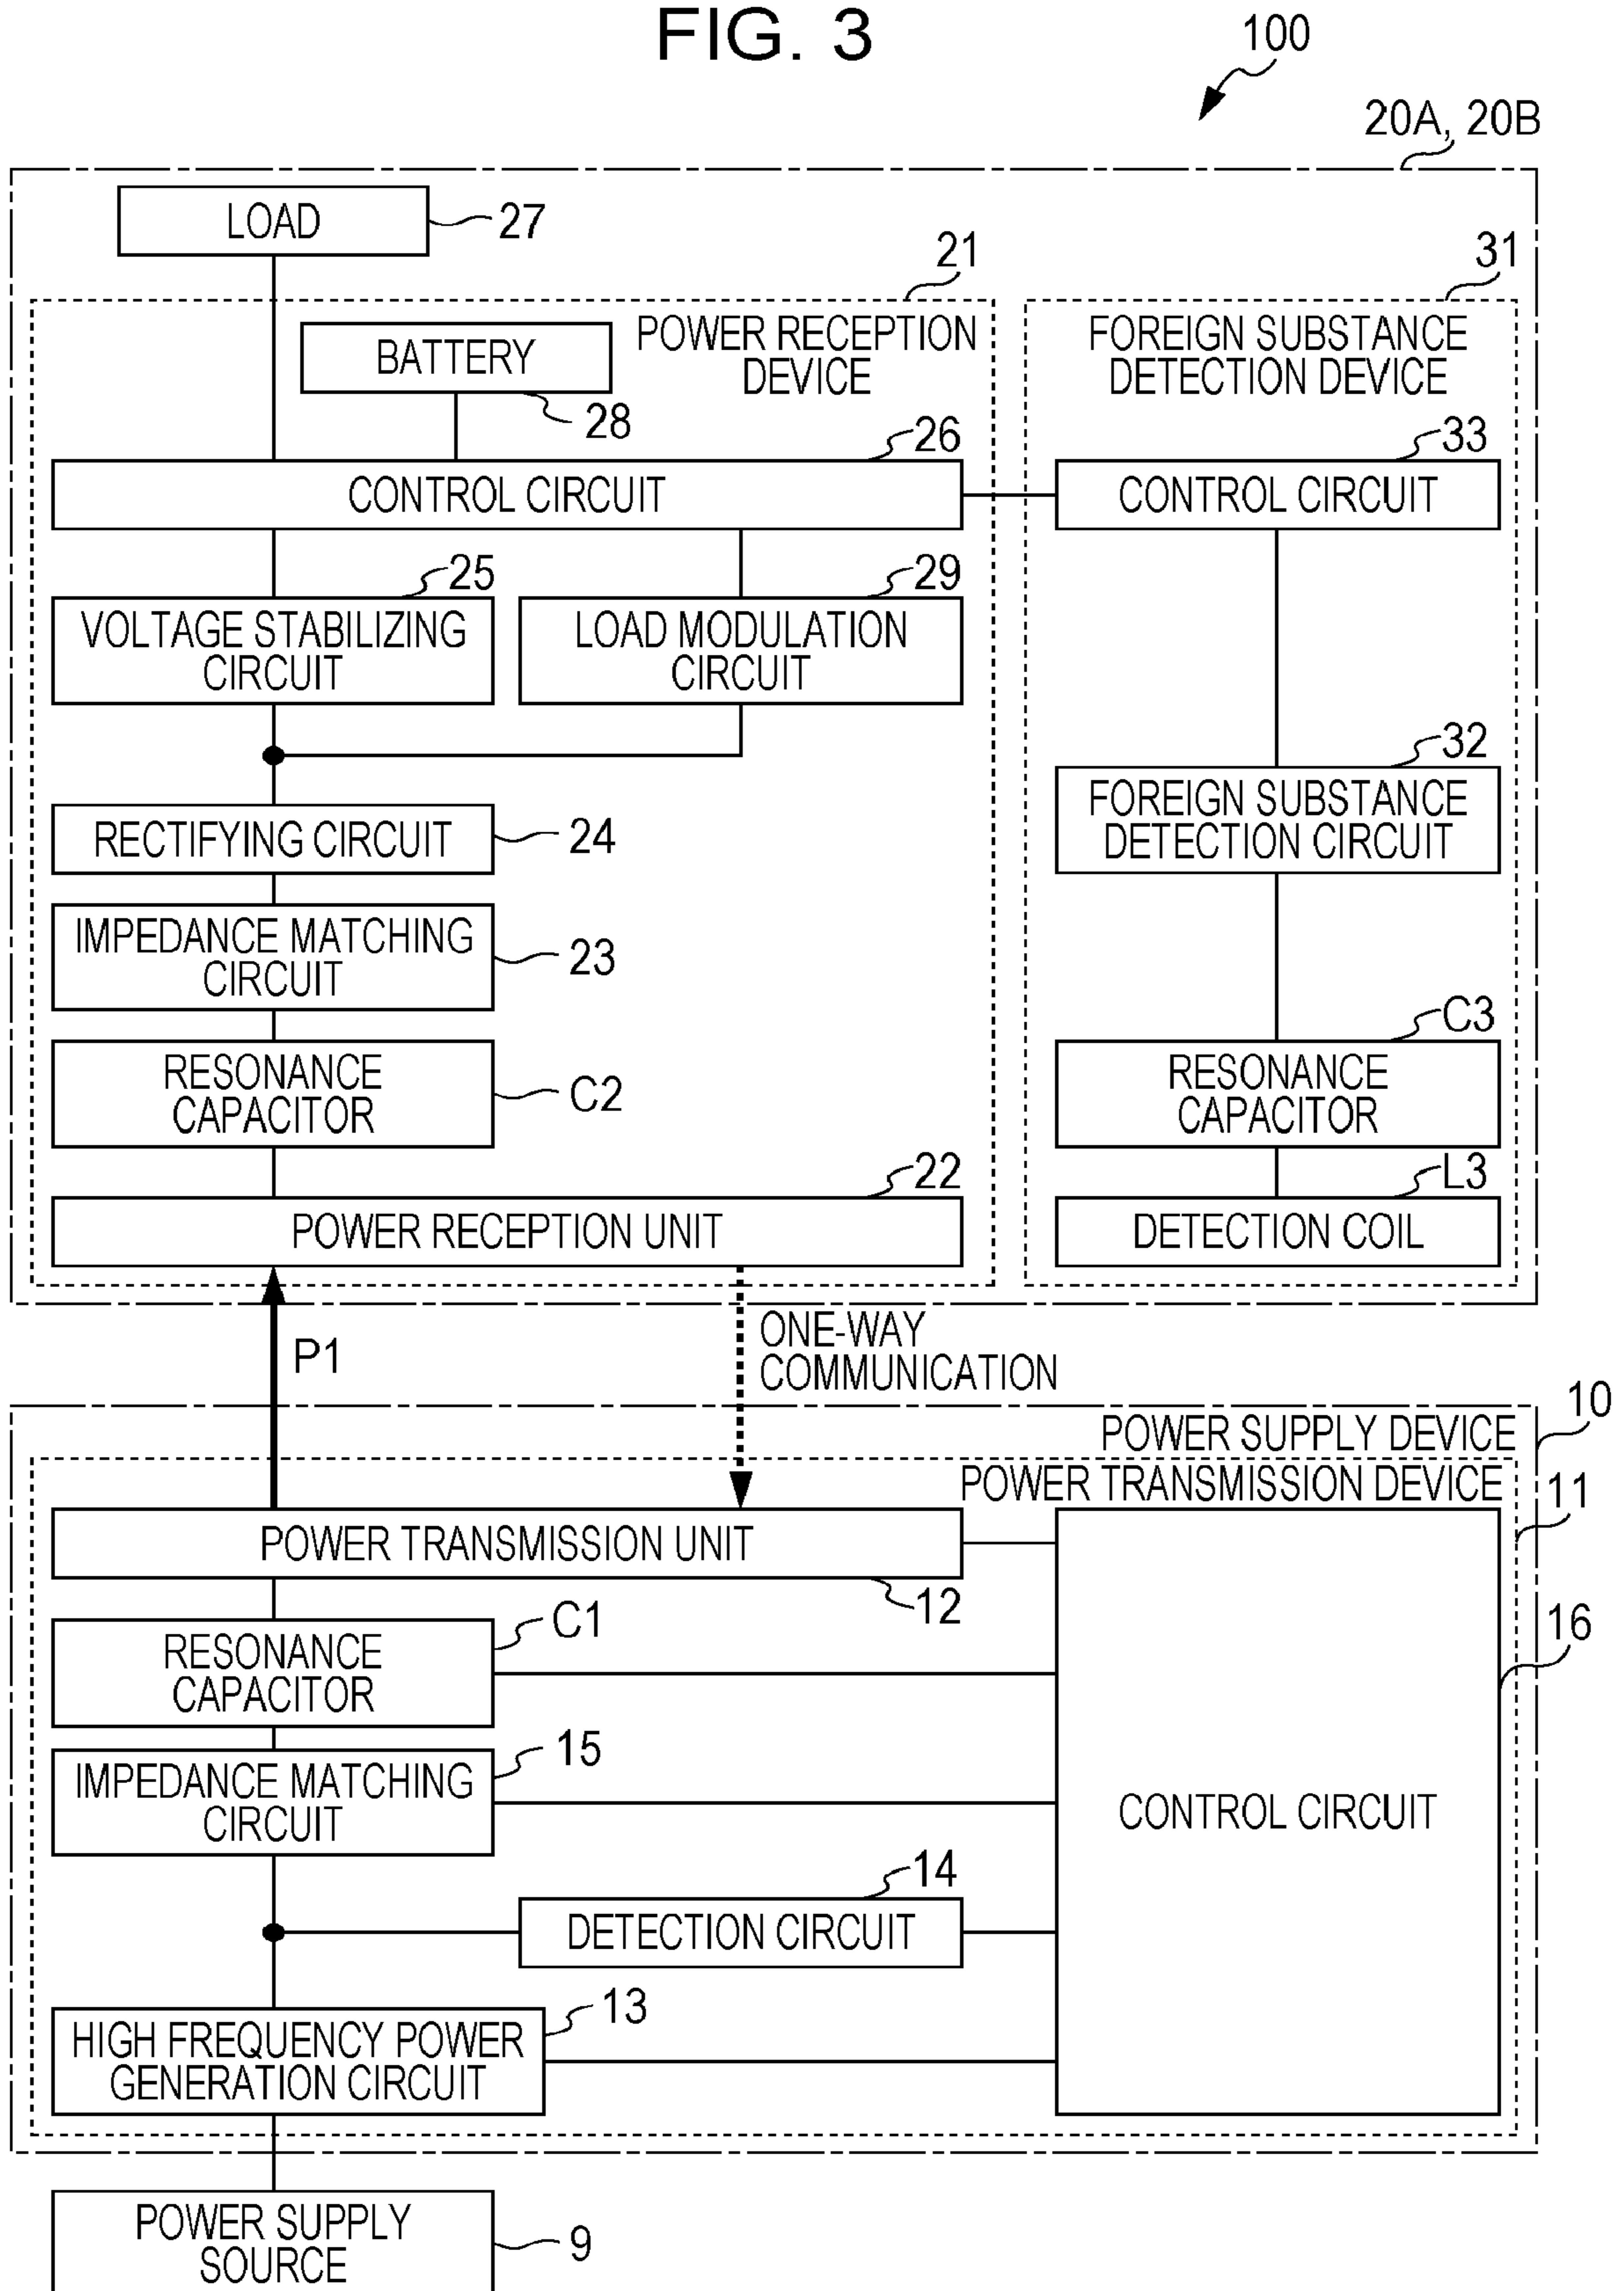 FIG. 3
100
20A, 20B
LOAD
27
21
31
POWER RECEPTION
DEVICE
FOREIGN SUBSTANCE
DETECTION DEVICE
BATTERY
28
26
33
CONTROL CIRCUIT
CONTROL CIRCUIT
25
29
VOLTAGE STABILIZING
CIRCUIT
LOAD MODULATION
CIRCUIT
32
FOREIGN SUBSTANCE
DETECTION CIRCUIT
RECTIFYING CIRCUIT
24
IMPEDANCE MATCHING
CIRCUIT
23
C3
RESONANCE
CAPACITOR
C2
RESONANCE
CAPACITOR
22
L3
POWER RECEPTION UNIT
DETECTION COIL
P1
ONE-WAY
COMMUNICATION
10
POWER SUPPLY DEVICE
POWER TRANSMISSION DEVICE
11
POWER TRANSMISSION UNIT
12
C1
16
RESONANCE
CAPACITOR
15
IMPEDANCE MATCHING
CIRCUIT
CONTROL CIRCUIT
14
DETECTION CIRCUIT
13
HIGH FREQUENCY POWER
GENERATION CIRCUIT
POWER SUPPLY
SOURCE
9